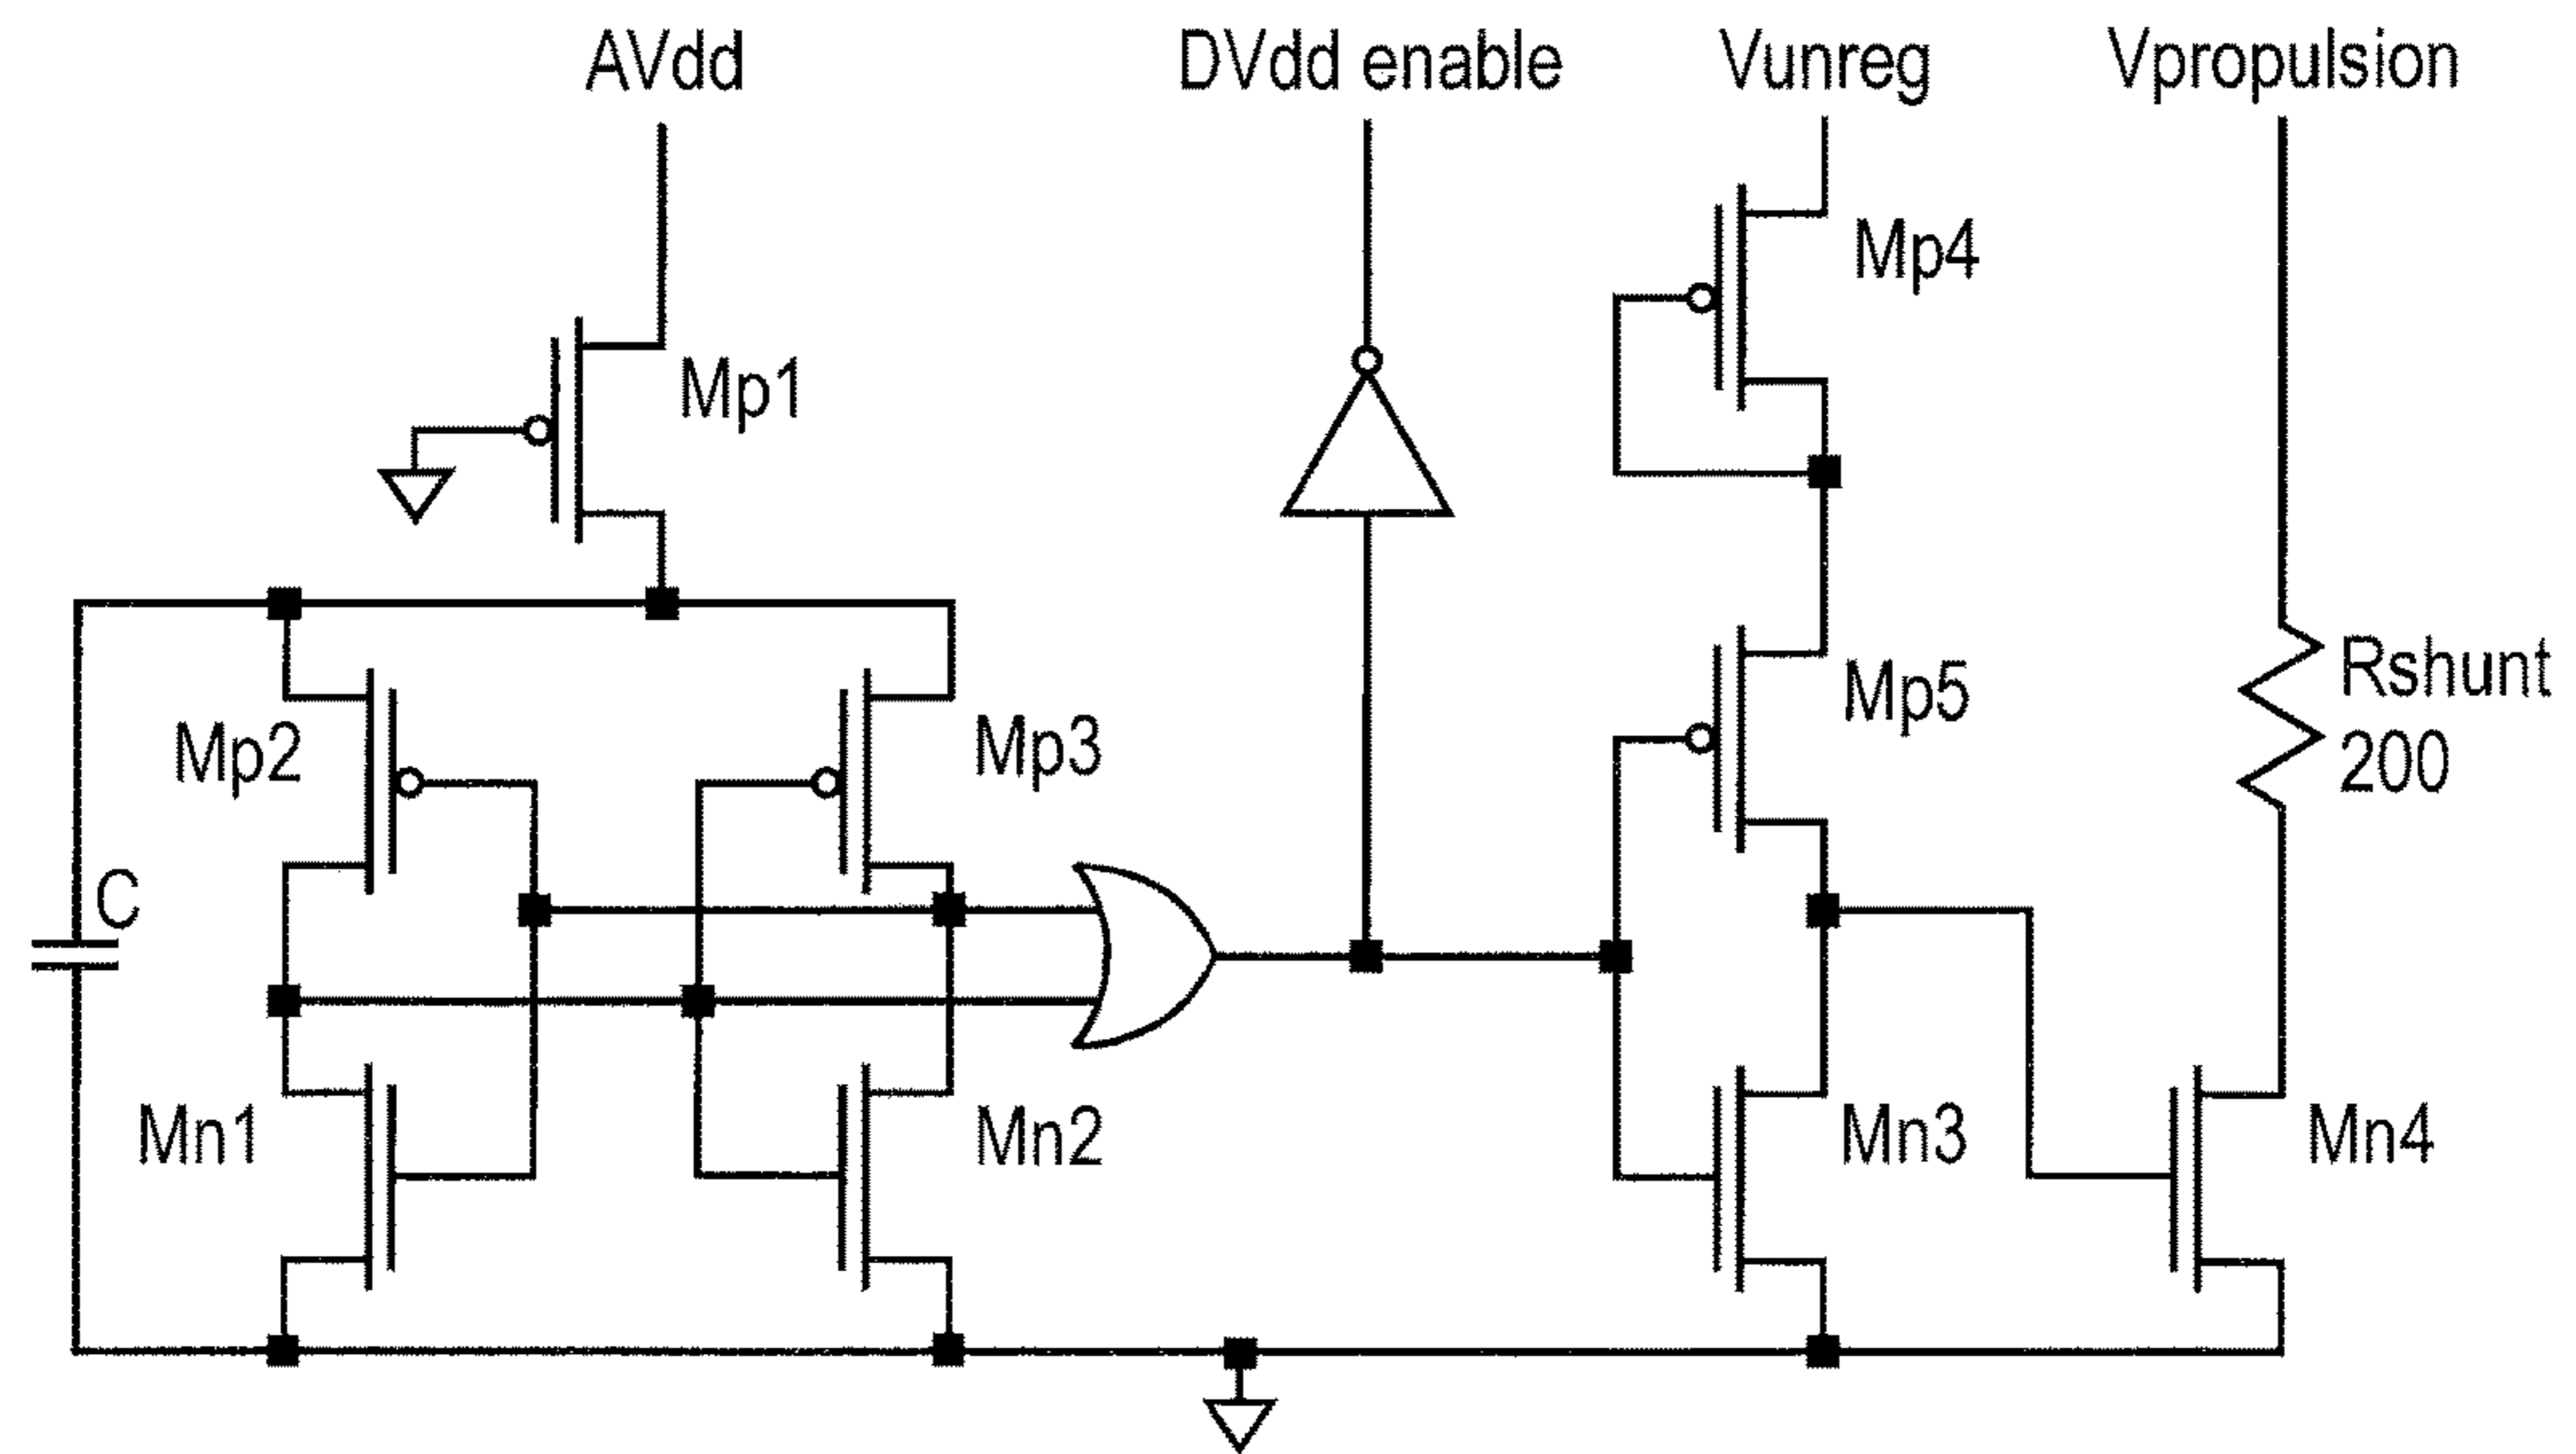 AVdd
DVdd enable
Vunreg
Vpropulsion
Mp4
Mp1
Rshunt
200
Mp5
Mp2
Mp3
C
Mn1
Mn2
Mn3
Mn4